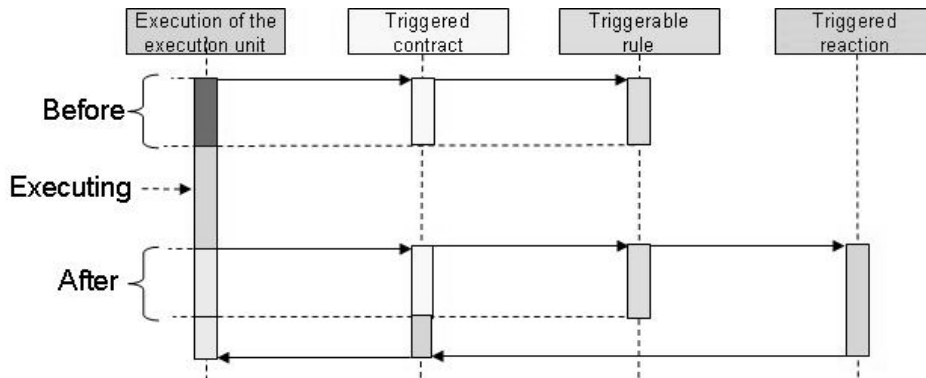 Execution of the
execution unit
Triggered
contract
Triggerable
rule
Triggered
reaction
Before
Executing
After